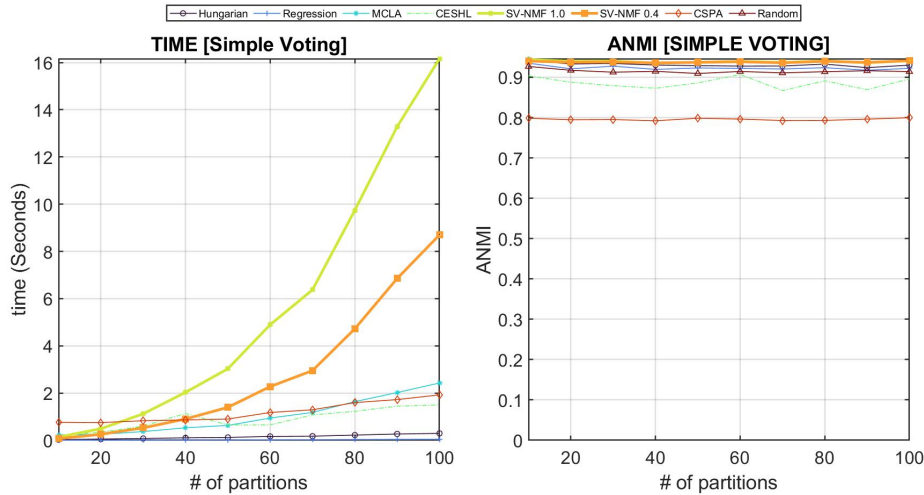 Hungarian Regression MCLA CESHL SV-NMF 1.0 SV-NMF 0.4 CSPA Random
TIME [Simple Voting]
16
14
12
10
8
6
4
2
0
time (Seconds)
20 40 60 80 100
# of partitions
ANMI [SIMPLE VOTING]
0.9
0.8
0.7
0.6
0.5
0.4
0.3
0.2
0.1
0
ANMI
20 40 60 80 100
# of partitions